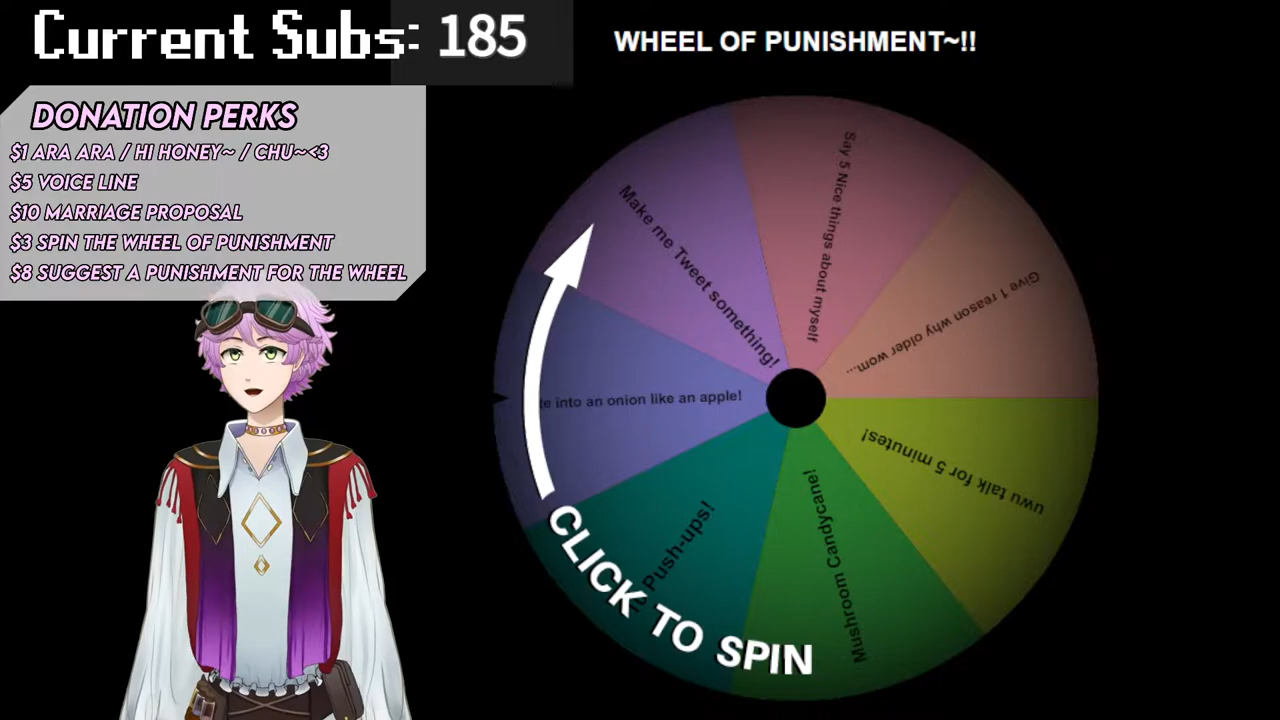 Current Subs: 185
WHEEL OF PUNISHMENT~!!
DONATION PERKS
$1 ARA ARA / HI HONEY~ / CHU~<3
$5 VOICE LINE
$10 MARRIAGE PROPOSAL
$3 SPIN THE WHEEL OF PUNISHMENT
$8 SUGGEST A PUNISHMENT FOR THE WHEEL
Make me Tweet something!
Say 5 Nice things about myself
Give 1 reason why older wom...
uwu talk for 5 minutes!
Mushroom Candycane!
Push-ups!
into an onion like an apple!
CLICK TO SPIN